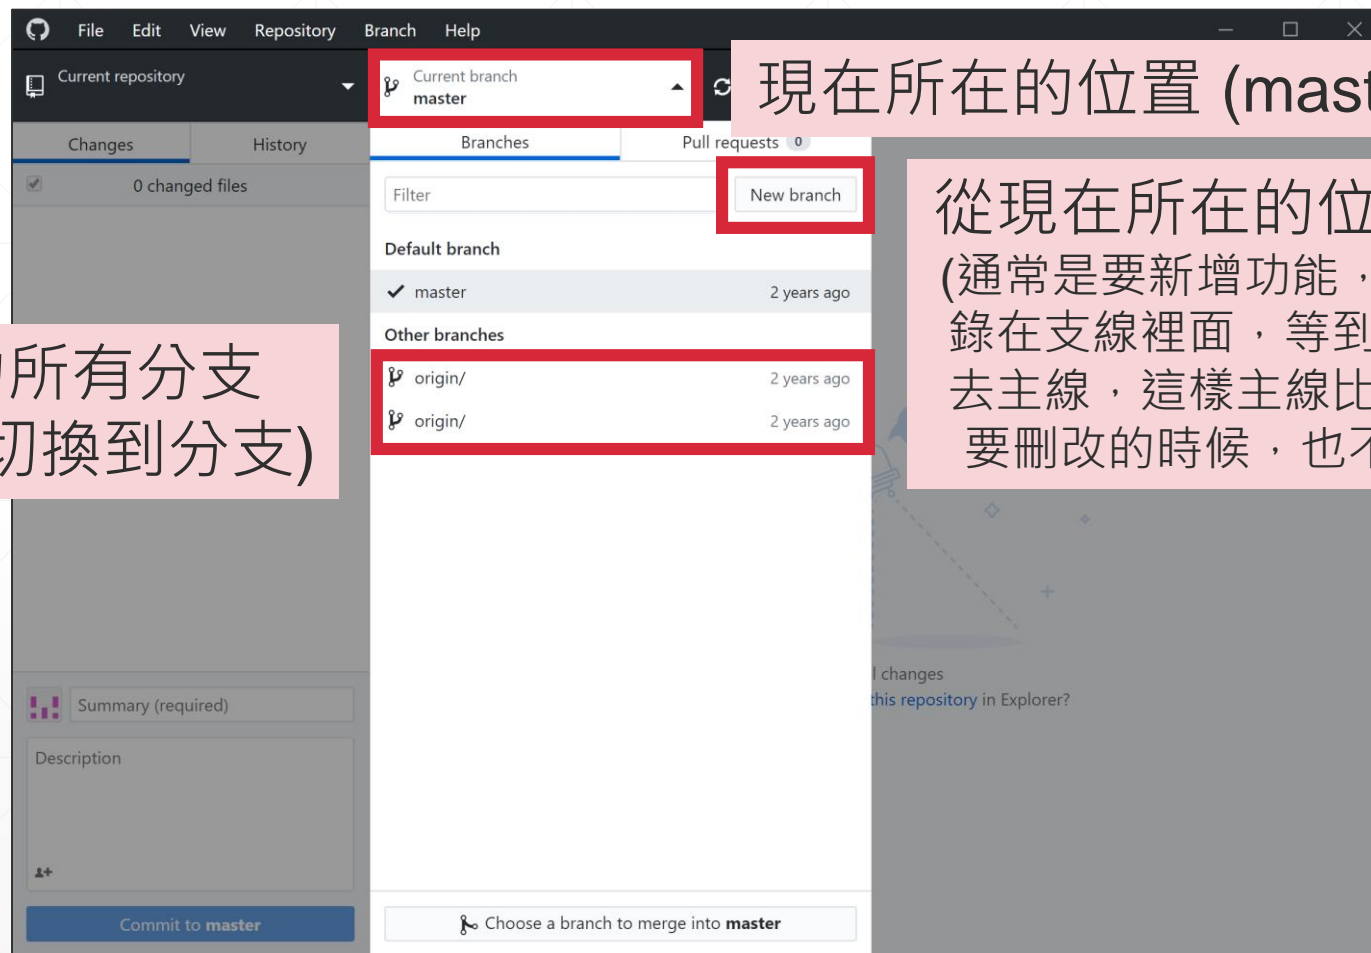 File Edit View Repository Branch Help
Current repository
Current branch
master
現在所在的位置 (mast
Changes History
Branches Pull requests 0
0 changed files
Filter New branch
從現在所在的位
(通常是要新增功能，
錄在支線裡面，等到
去主線，這樣主線比
要刪改的時候，也不
Default branch
master 2 years ago
Other branches
origin/ 2 years ago
origin/ 2 years ago
所有分支
切換到分支)
l changes
this repository in Explorer?
Summary (required)
Description
Commit to master
Choose a branch to merge into master